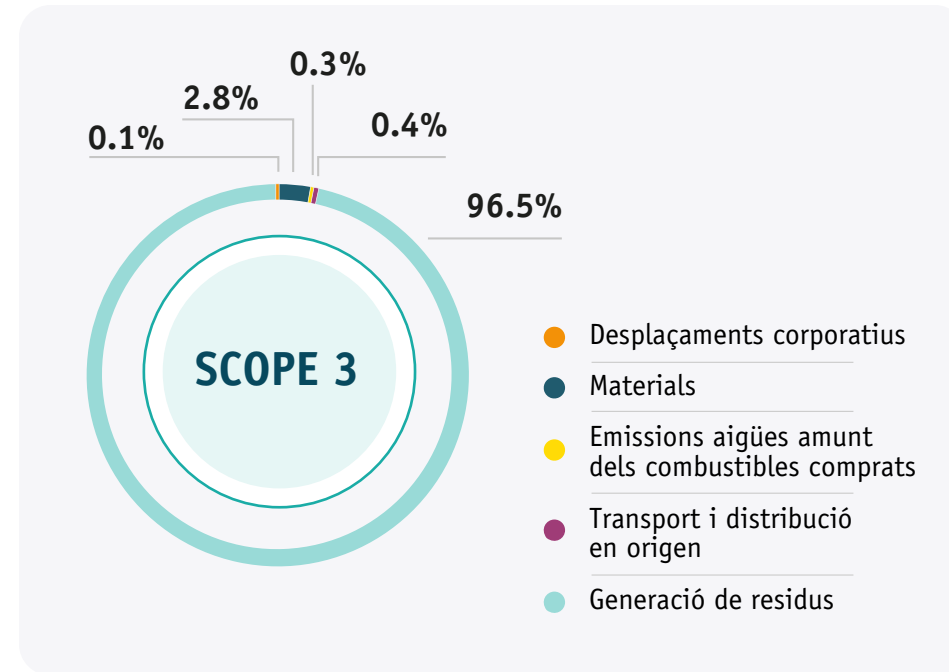 0.3%
2.8%
0.4%
0.1%
96.5%
SCOPE 3
Desplaçaments corporatius
Materials
Emissions aigües amunt
dels combustibles comprats
Transport i distribució
en origen
Generació de residus